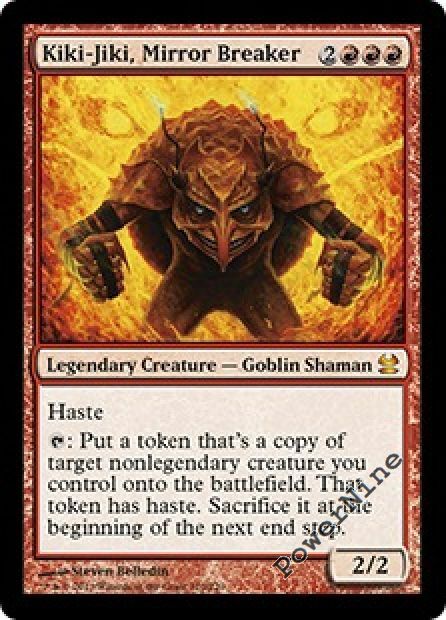 Kiki-Jiki, Mirror Breaker 2
Legendary Creature — Goblin Shaman
Haste
: Put a token that's a copy of
target nonlegendary creature you
control onto the battlefield. That
token has haste. Sacrifice it at the
beginning of the next end step.
PowerNine
2/2
Steven Belledin